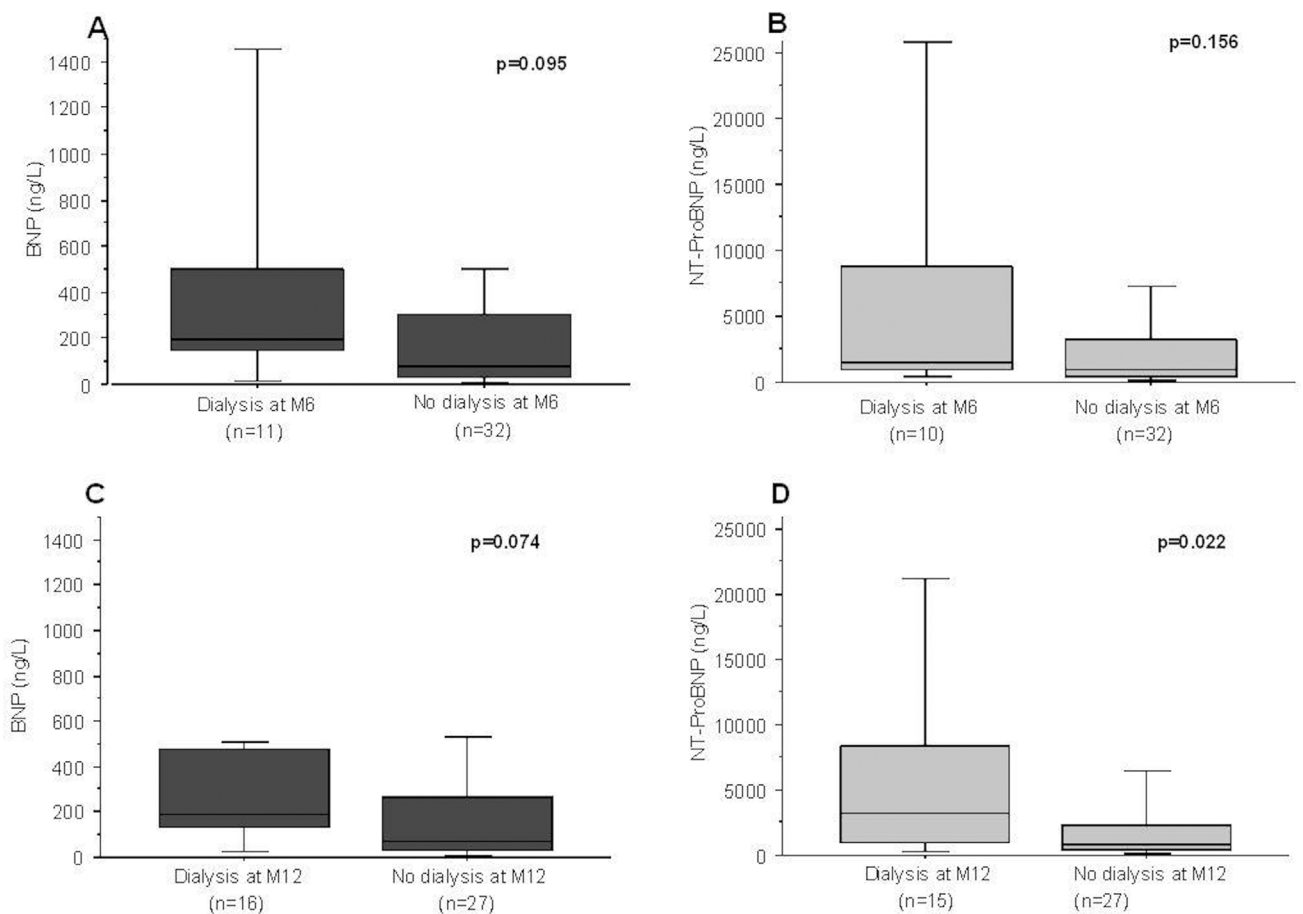 A
p=0.095
BNP (ng/L)
1400
1200
1000
800
600
400
200
0
Dialysis at M6
(n=11)
No dialysis at M6
(n=32)
B
p=0.156
NT-ProBNP (ng/L)
25000
20000
15000
10000
5000
0
Dialysis at M6
(n=10)
No dialysis at M6
(n=32)
C
p=0.074
BNP (ng/L)
1400
1200
1000
800
600
400
200
0
Dialysis at M12
(n=16)
No dialysis at M12
(n=27)
D
p=0.022
NT-ProBNP (ng/L)
25000
20000
15000
10000
5000
0
Dialysis at M12
(n=15)
No dialysis at M12
(n=27)